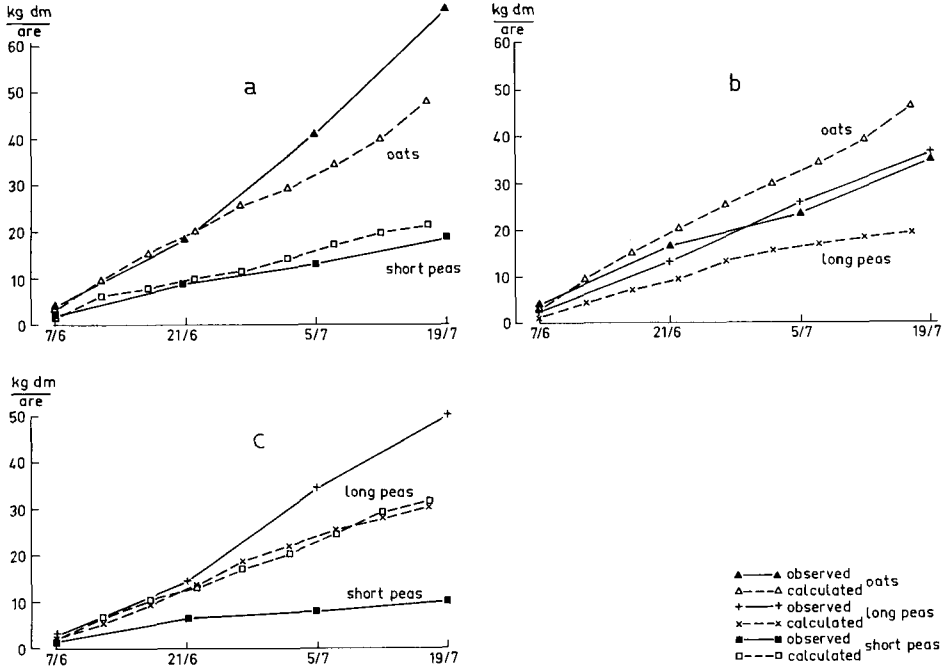 kg dm
are
60
50
40
30
20
10
0
7/6 21/6 5/7 19/7
a
oats
short peas
kg dm
are
60
50
40
30
20
10
0
7/6 21/6 5/7 19/7
b
oats
long peas
kg dm
are
50
40
30
20
10
0
7/6 21/6 5/7 19/7
C
long peas
short peas
observed
calculated oats
observed
calculated long peas
observed
calculated short peas